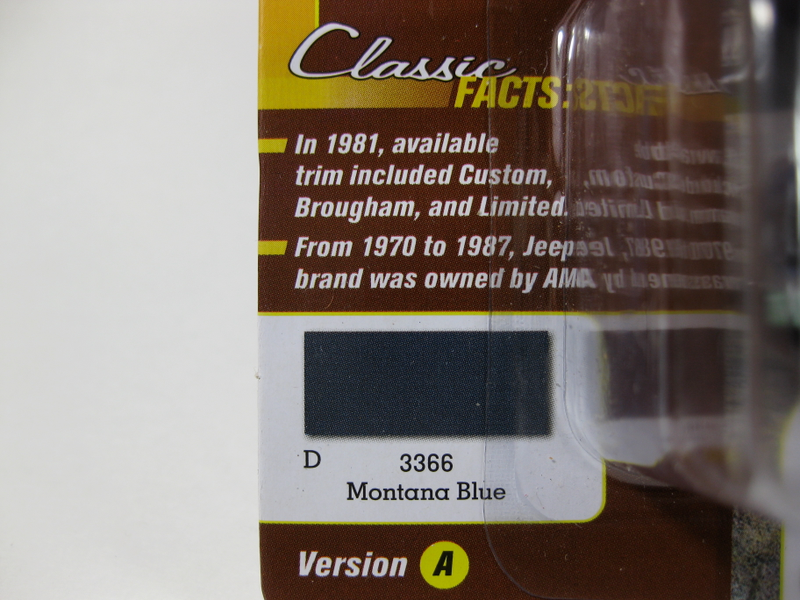 Classic
FACTS:
In 1981, available
trim included Custom,
Brougham, and Limited.
From 1970 to 1987, Jeep
brand was owned by AMC
D
3366
Montana Blue
Version A